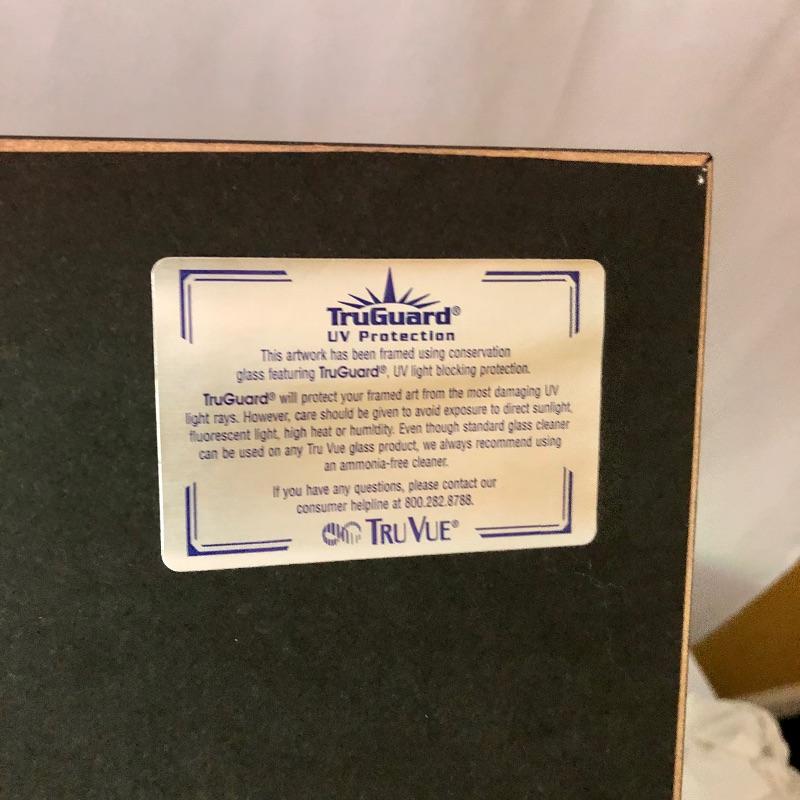 TruGuard®
UV Protection
This artwork has been framed using conservation
glass featuring TruGuard®, UV light blocking protection.
TruGuard® will protect your framed art from the most damaging UV
light rays. However, care should be given to avoid exposure to direct sunlight,
fluorescent light, high heat or humidity. Even though standard glass cleaner
can be used on any Tru Vue glass product, we always recommend using
an ammonia-free cleaner.
If you have any questions, please contact our
consumer helpline at 800.282.8788.
TRU VUE®